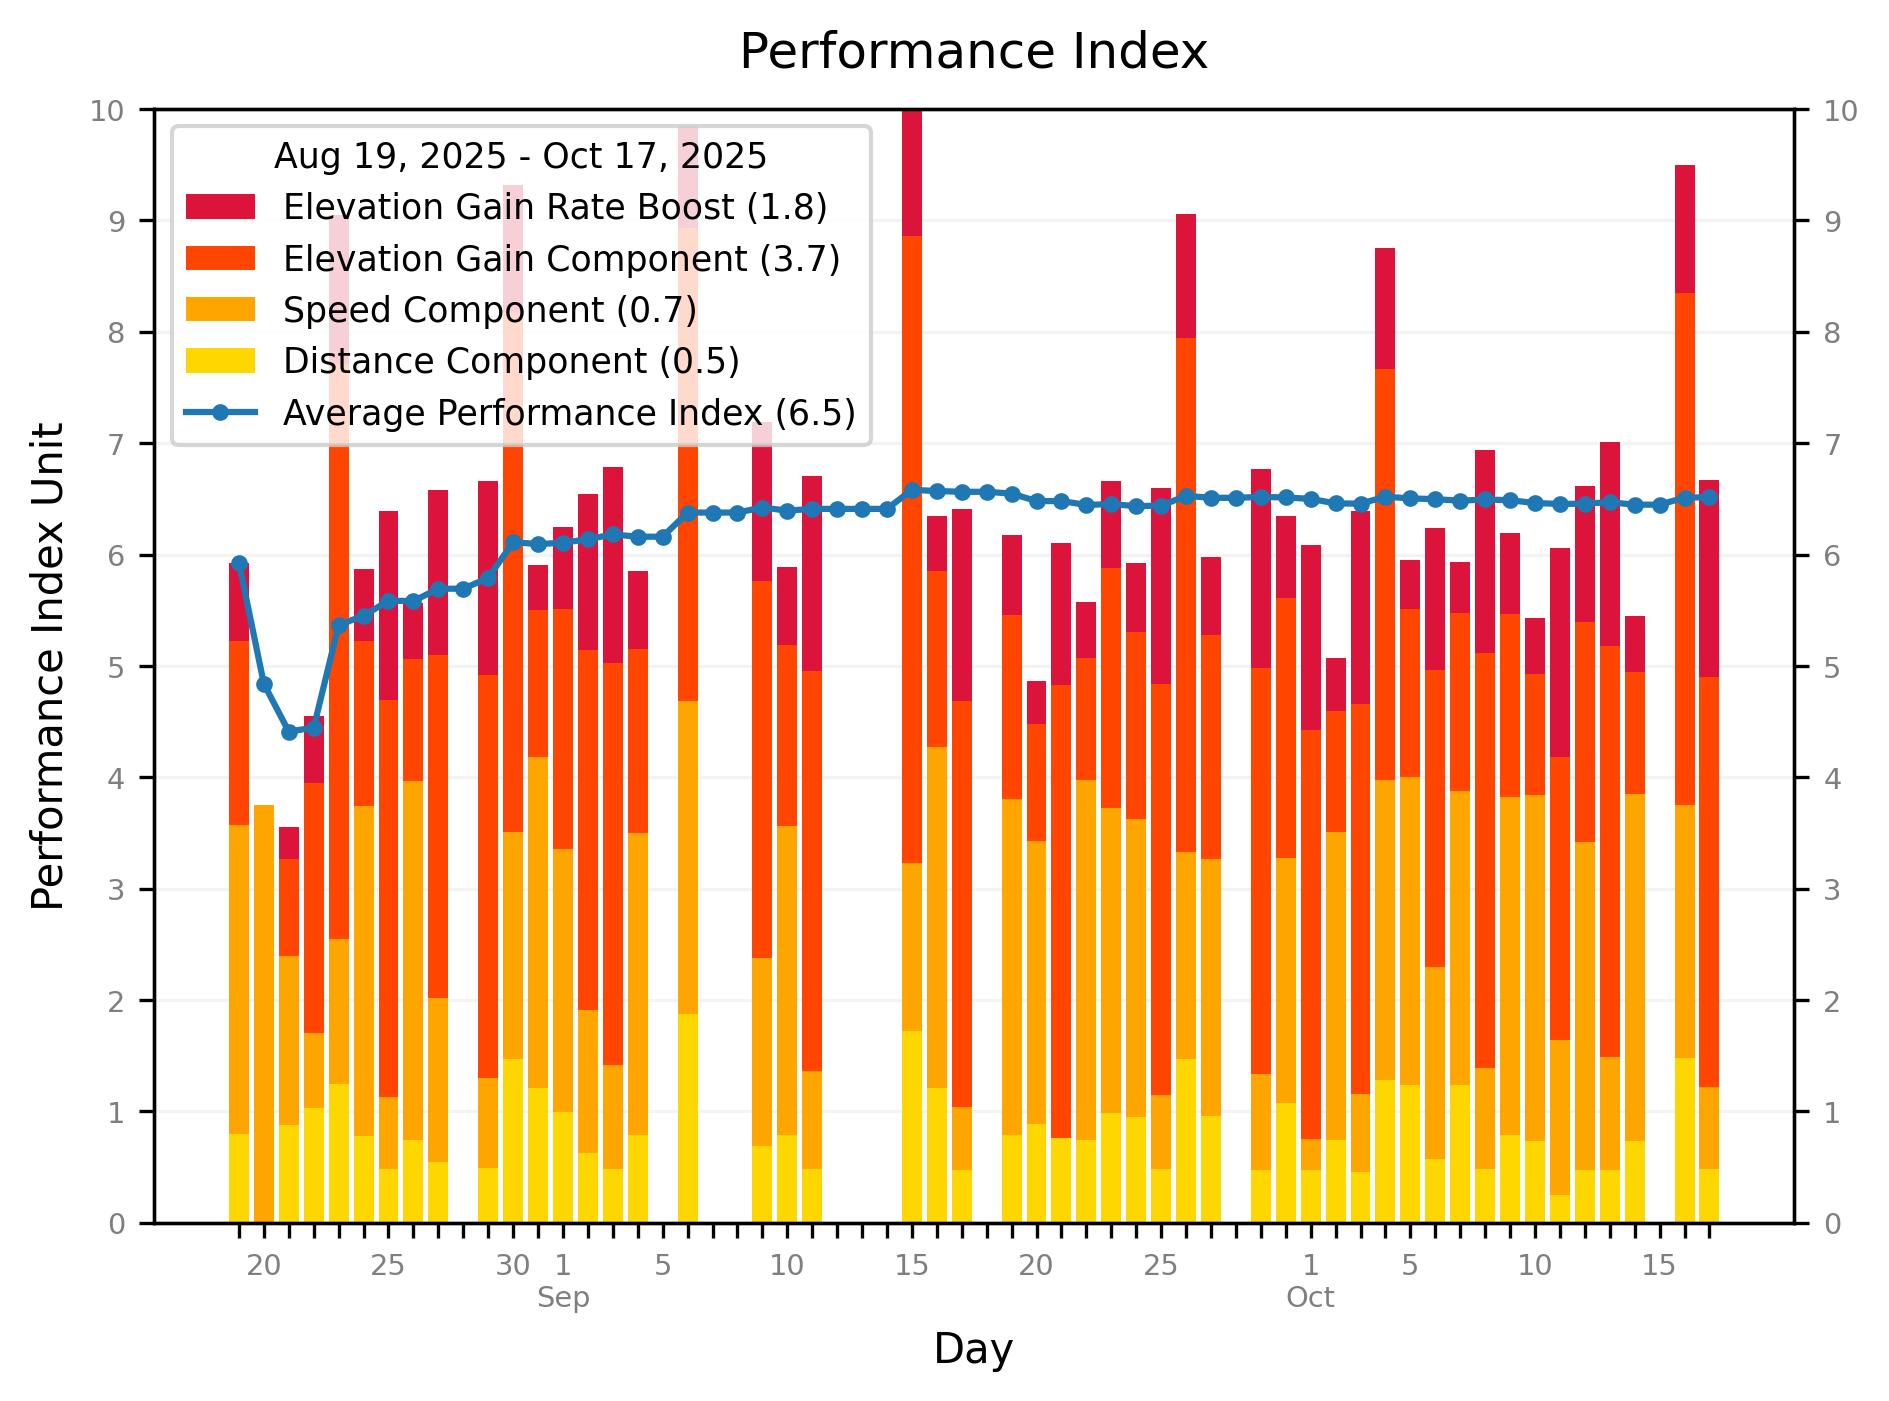 Performance Index
Aug 19, 2025 - Oct 17, 2025
Elevation Gain Rate Boost (1.8)
Elevation Gain Component (3.7)
Speed Component (0.7)
Distance Component (0.5)
Average Performance Index (6.5)
Performance Index Unit
10 10
9 9
8 8
7 7
6 6
5 5
4 4
3 3
2 2
1 1
0 0
20 25 30 1 5 10 15 20 25 1 5 10 15
Sep Oct
Day